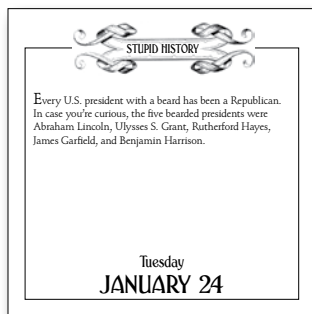 STUPID HISTORY
Every U.S. president with a beard has been a Republican.
In case you're curious, the five bearded presidents were
Abraham Lincoln, Ulysses S. Grant, Rutherford Hayes,
James Garfield, and Benjamin Harrison.
Tuesday
JANUARY 24